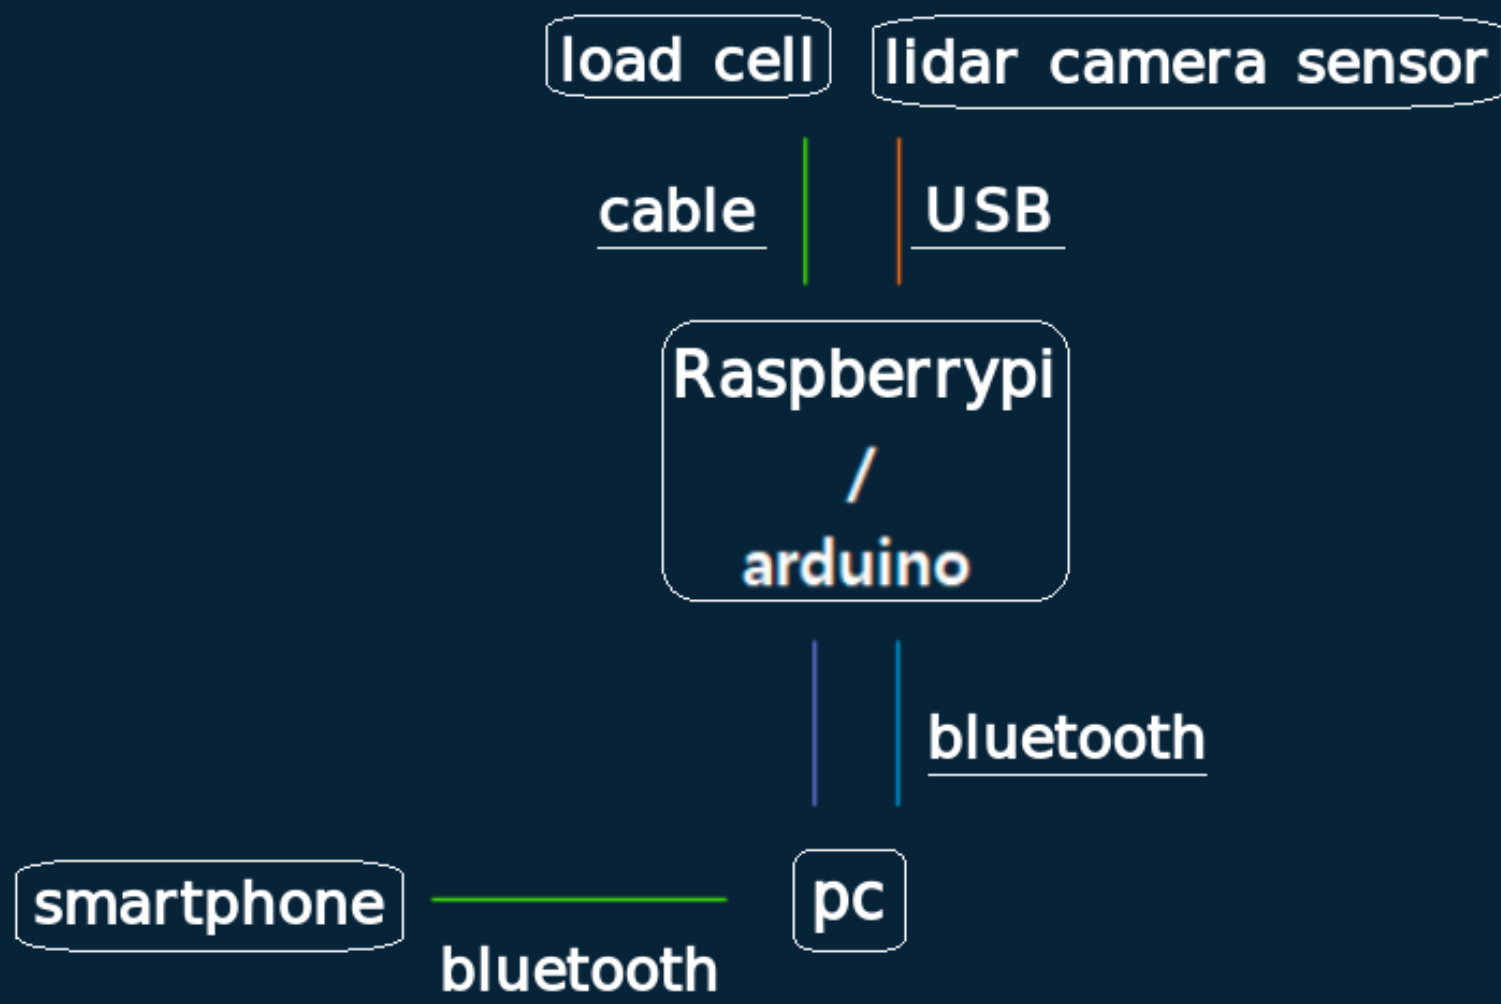 load cell
lidar camera sensor
cable
USB
Raspberrypi
/
arduino
bluetooth
smartphone
pc
bluetooth